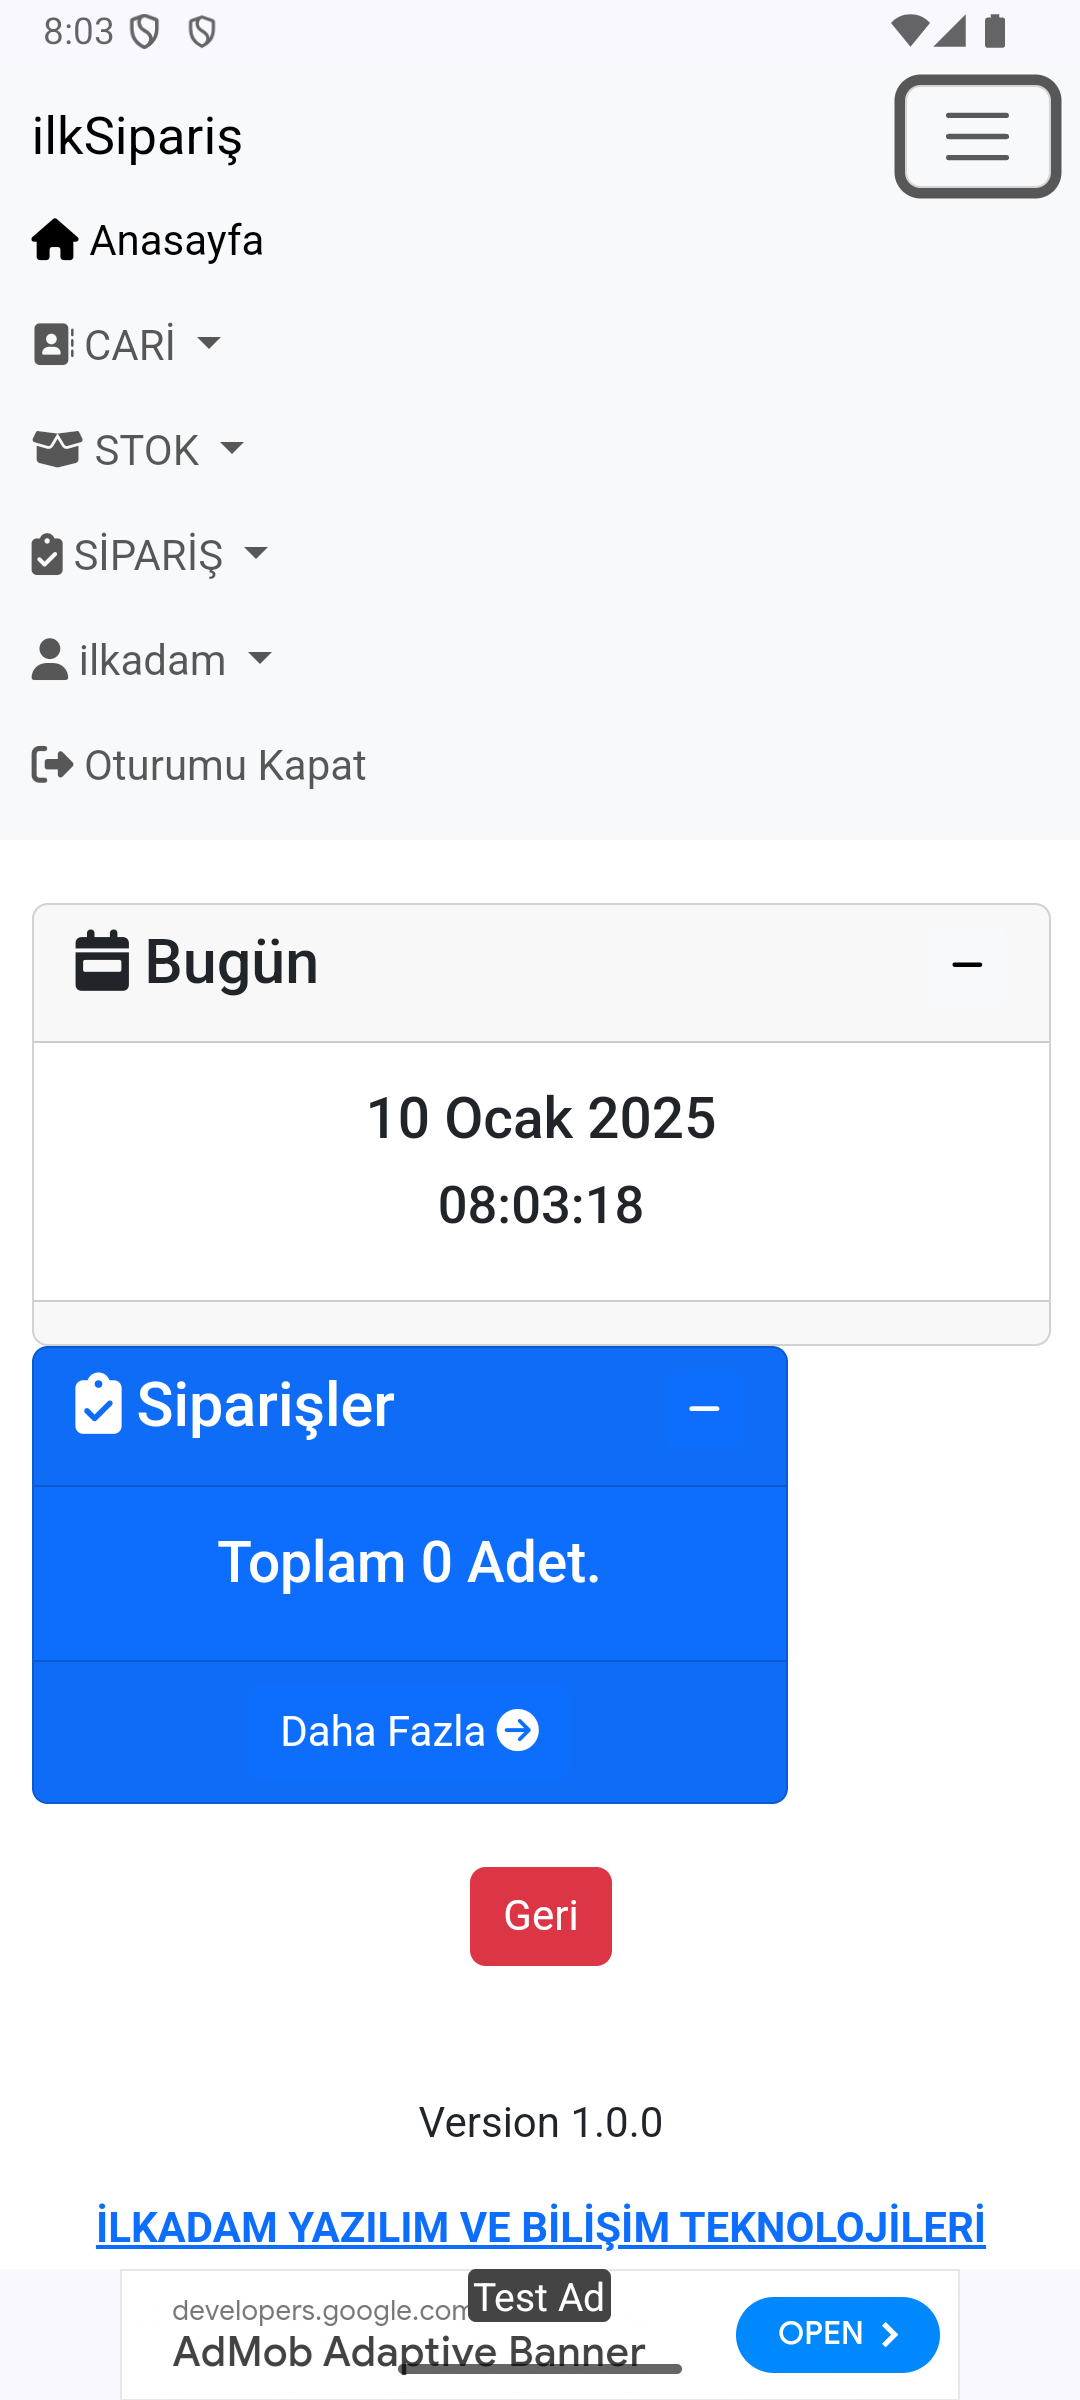 8:03
ilkSipariş
Anasayfa
CARİ
STOK
SİPARİŞ
ilkadam
Oturumu Kapat
Bugün
10 Ocak 2025
08:03:18
Siparişler
Toplam 0 Adet.
Daha Fazla
Geri
Version 1.0.0
İLKADAM YAZILIM VE BİLİŞİM TEKNOLOJİLERİ
Test Ad
developers.google.com
AdMob Adaptive Banner
OPEN